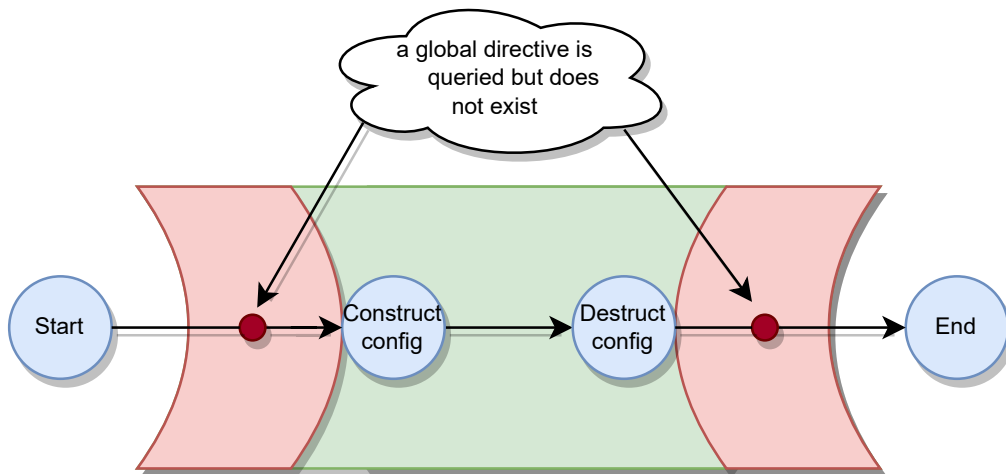 a global directive is
queried but does
not exist
Start
Construct
config
Destruct
config
End